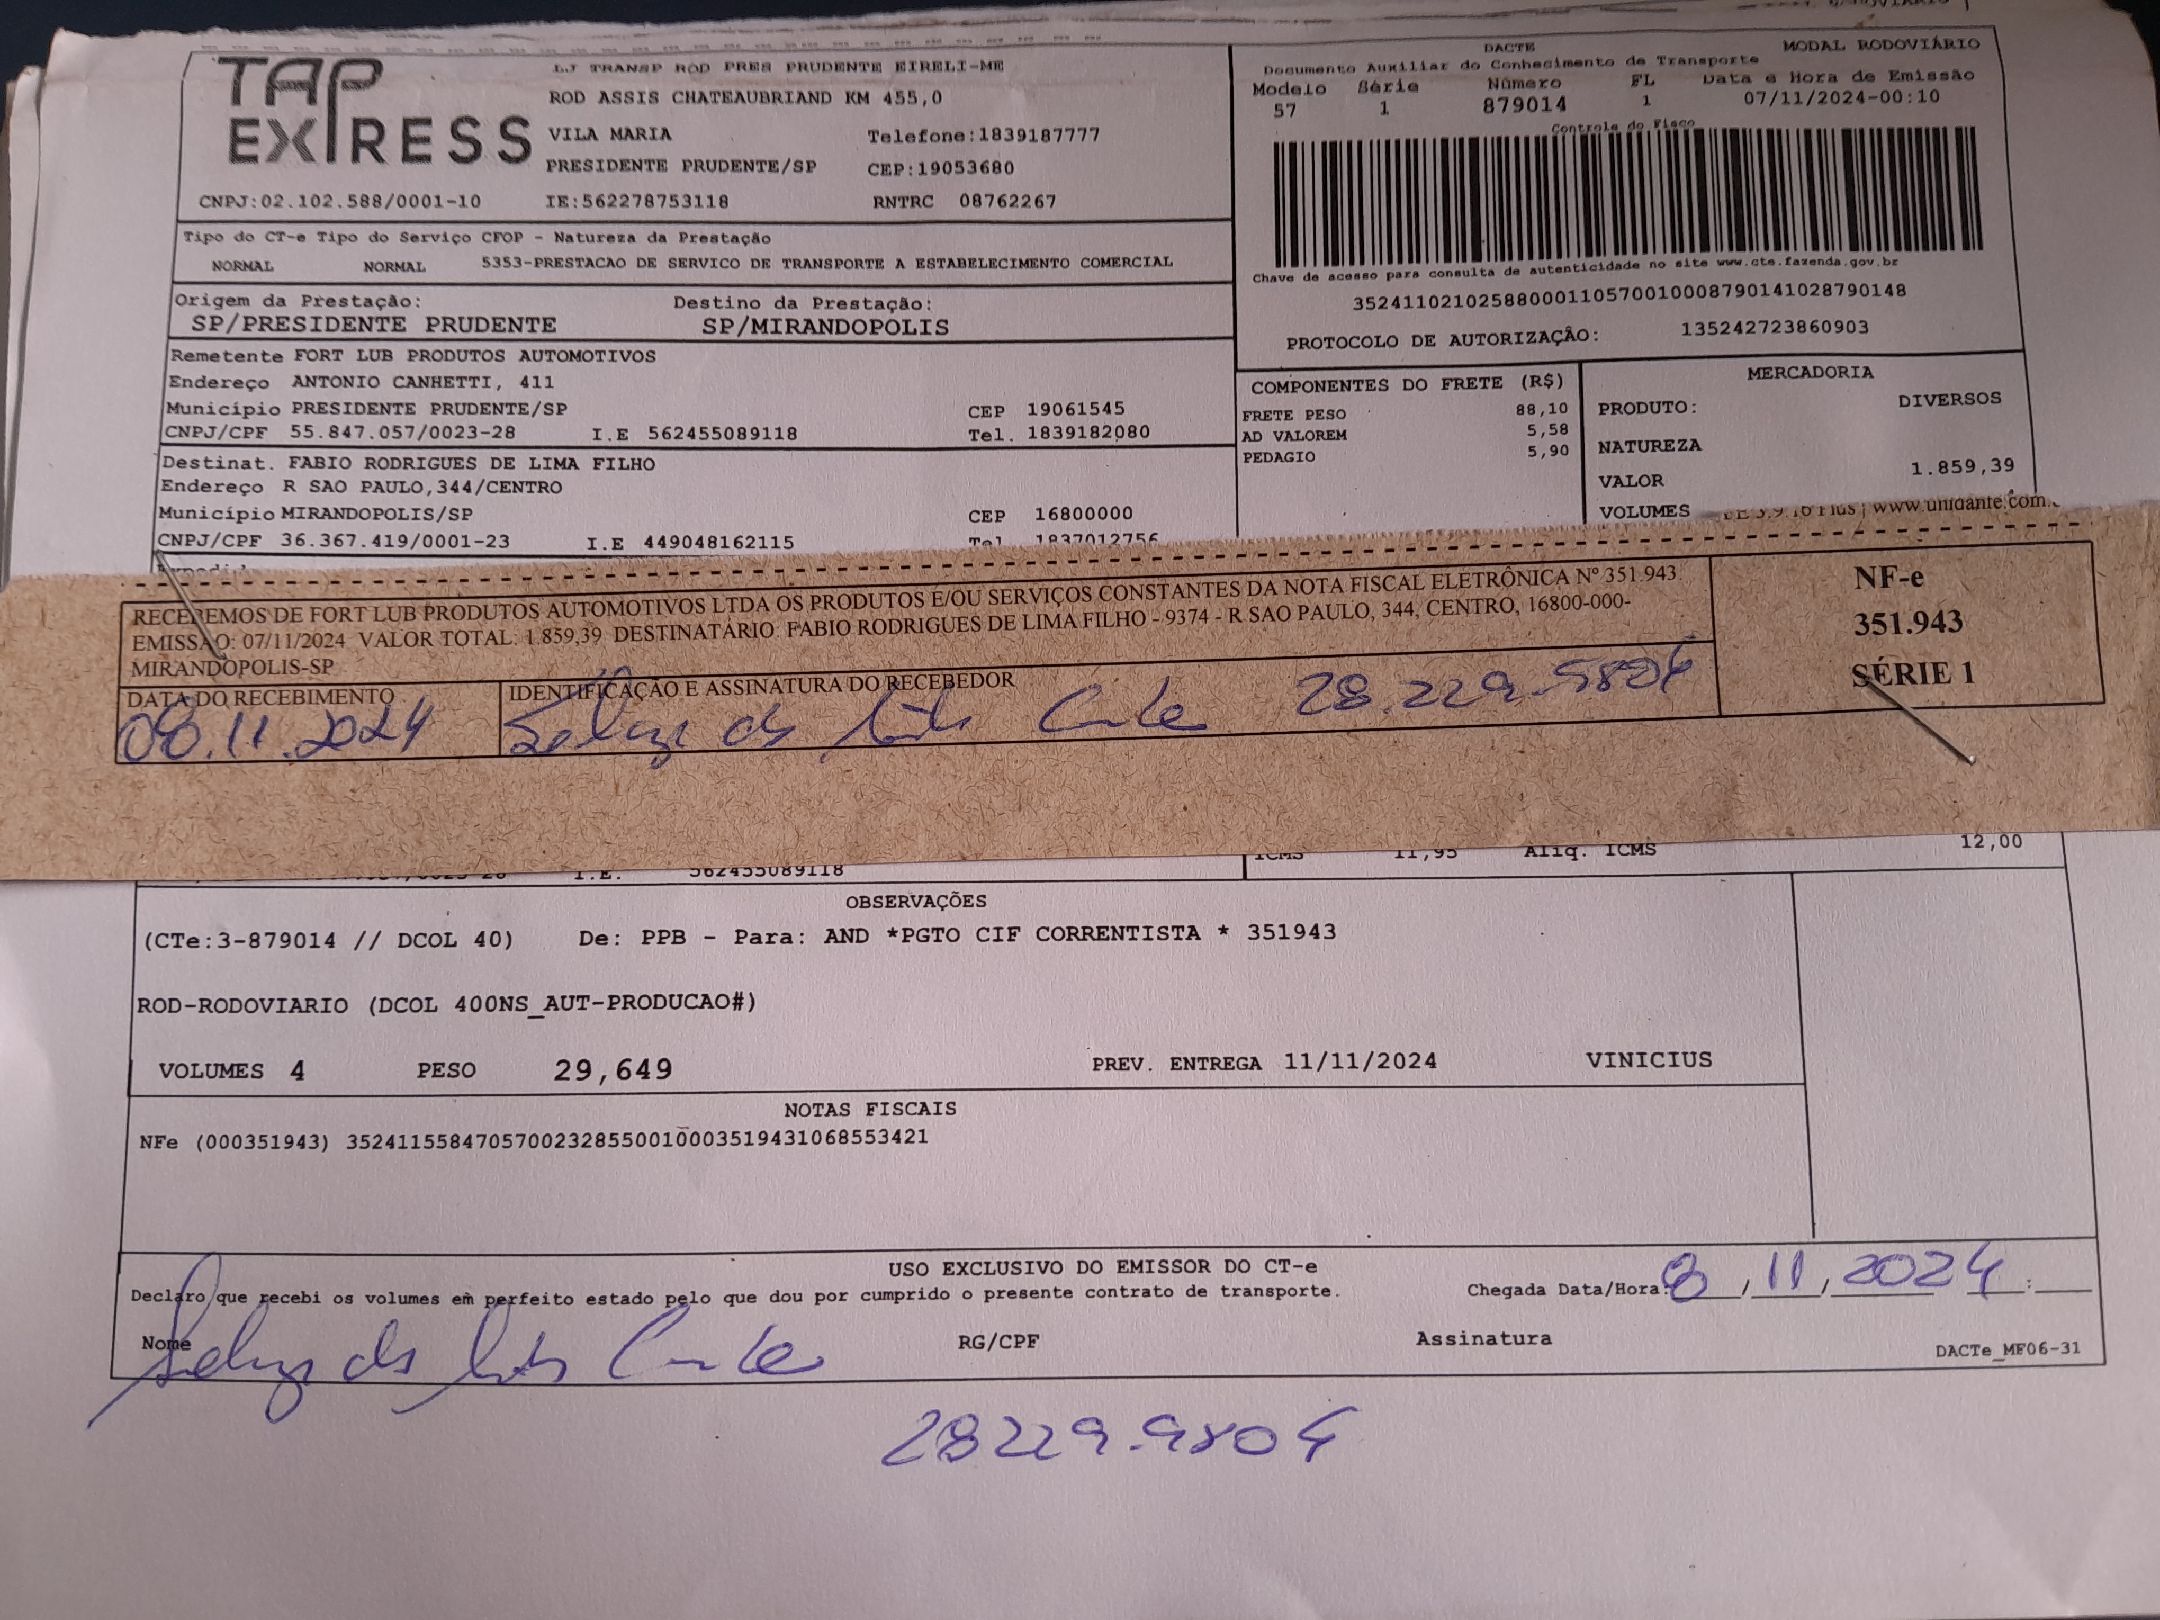 TAP
EXPRESS
LJ TRANSP ROD PRES PRUDENTE EIRELI-ME
ROD ASSIS CHATEAUBRIAND KM 455,0
VILA MARIA Telefone:1839187777
PRESIDENTE PRUDENTE/SP CEP:19053680
CNPJ:02.102.588/0001-10 IE:562278753118 RNTRC 08762267
DACTE MODAL RODOVIÁRIO
Documento Auxiliar do Conhecimento de Transporte
Modelo Série Número FL Data e Hora de Emissão
57 1 879014 1 07/11/2024-00:10
Controle do Fisco
Chave de acesso para consulta de autenticidade no site www.cte.fazenda.gov.br
35241102102588000110570010008790141028790148
PROTOCOLO DE AUTORIZAÇÃO: 135242723860903
Tipo do CT-e Tipo do Serviço CFOP - Natureza da Prestação
NORMAL NORMAL 5353-PRESTACAO DE SERVICO DE TRANSPORTE A ESTABELECIMENTO COMERCIAL
Origem da Prestação: Destino da Prestação:
SP/PRESIDENTE PRUDENTE SP/MIRANDOPOLIS
Remetente FORT LUB PRODUTOS AUTOMOTIVOS
Endereço ANTONIO CANHETTI, 411
Município PRESIDENTE PRUDENTE/SP CEP 19061545
CNPJ/CPF 55.847.057/0023-28 I.E 562455089118 Tel. 1839182080
Destinat. FABIO RODRIGUES DE LIMA FILHO
Endereço R SAO PAULO,344/CENTRO
Município MIRANDOPOLIS/SP CEP 16800000
CNPJ/CPF 36.367.419/0001-23 I.E 449048162115 Tel 1837012756
COMPONENTES DO FRETE (R$)
FRETE PESO 88,10
AD VALOREM 5,58
PEDAGIO 5,90
MERCADORIA
PRODUTO: DIVERSOS
NATUREZA
VALOR 1.859,39
VOLUMES
www.unidante.com.
RECEBEMOS DE FORT LUB PRODUTOS AUTOMOTIVOS LTDA OS PRODUTOS E/OU SERVIÇOS CONSTANTES DA NOTA FISCAL ELETRÔNICA Nº 351.943.
EMISSÃO: 07/11/2024 VALOR TOTAL: 1.859,39 DESTINATÁRIO: FABIO RODRIGUES DE LIMA FILHO - 9374 - R SAO PAULO, 344, CENTRO, 16800-000-
MIRANDOPOLIS-SP
DATA DO RECEBIMENTO IDENTIFICAÇÃO E ASSINATURA DO RECEBEDOR
08.11.2024
NF-e
351.943
SÉRIE 1
ICMS 11,95 Aliq. ICMS 12,00
I.E. 562455089118
OBSERVAÇÕES
(CTe:3-879014 // DCOL 40) De: PPB - Para: AND *PGTO CIF CORRENTISTA * 351943
ROD-RODOVIARIO (DCOL 400NS_AUT-PRODUCAO#)
VOLUMES 4 PESO 29,649 PREV. ENTREGA 11/11/2024 VINICIUS
NOTAS FISCAIS
NFe (000351943) 35241155847057002328550010003519431068553421
USO EXCLUSIVO DO EMISSOR DO CT-e
Declaro que recebi os volumes em perfeito estado pelo que dou por cumprido o presente contrato de transporte. Chegada Data/Hora: 8/11/2024 :
Nome RG/CPF Assinatura DACTe_MF06-31
28229.9804